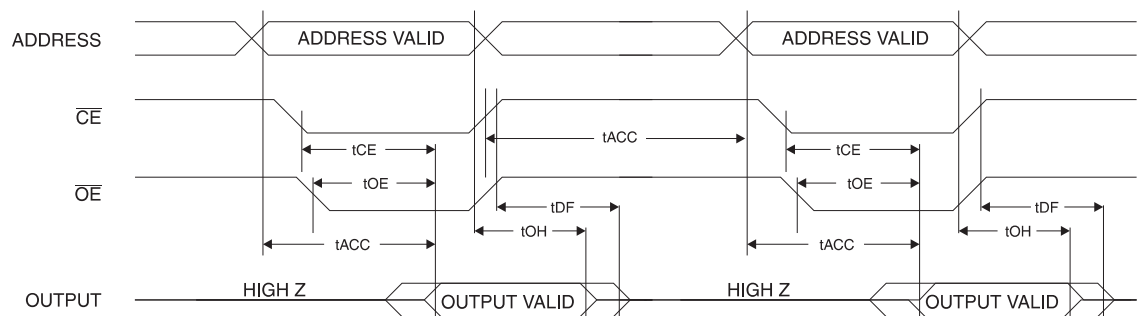 ADDRESS
ADDRESS VALID
ADDRESS VALID
CE
tACC
tCE
tCE
OE
tOE
tOE
tDF
tDF
tOH
tOH
tACC
tACC
OUTPUT
HIGH Z
OUTPUT VALID
HIGH Z
OUTPUT VALID